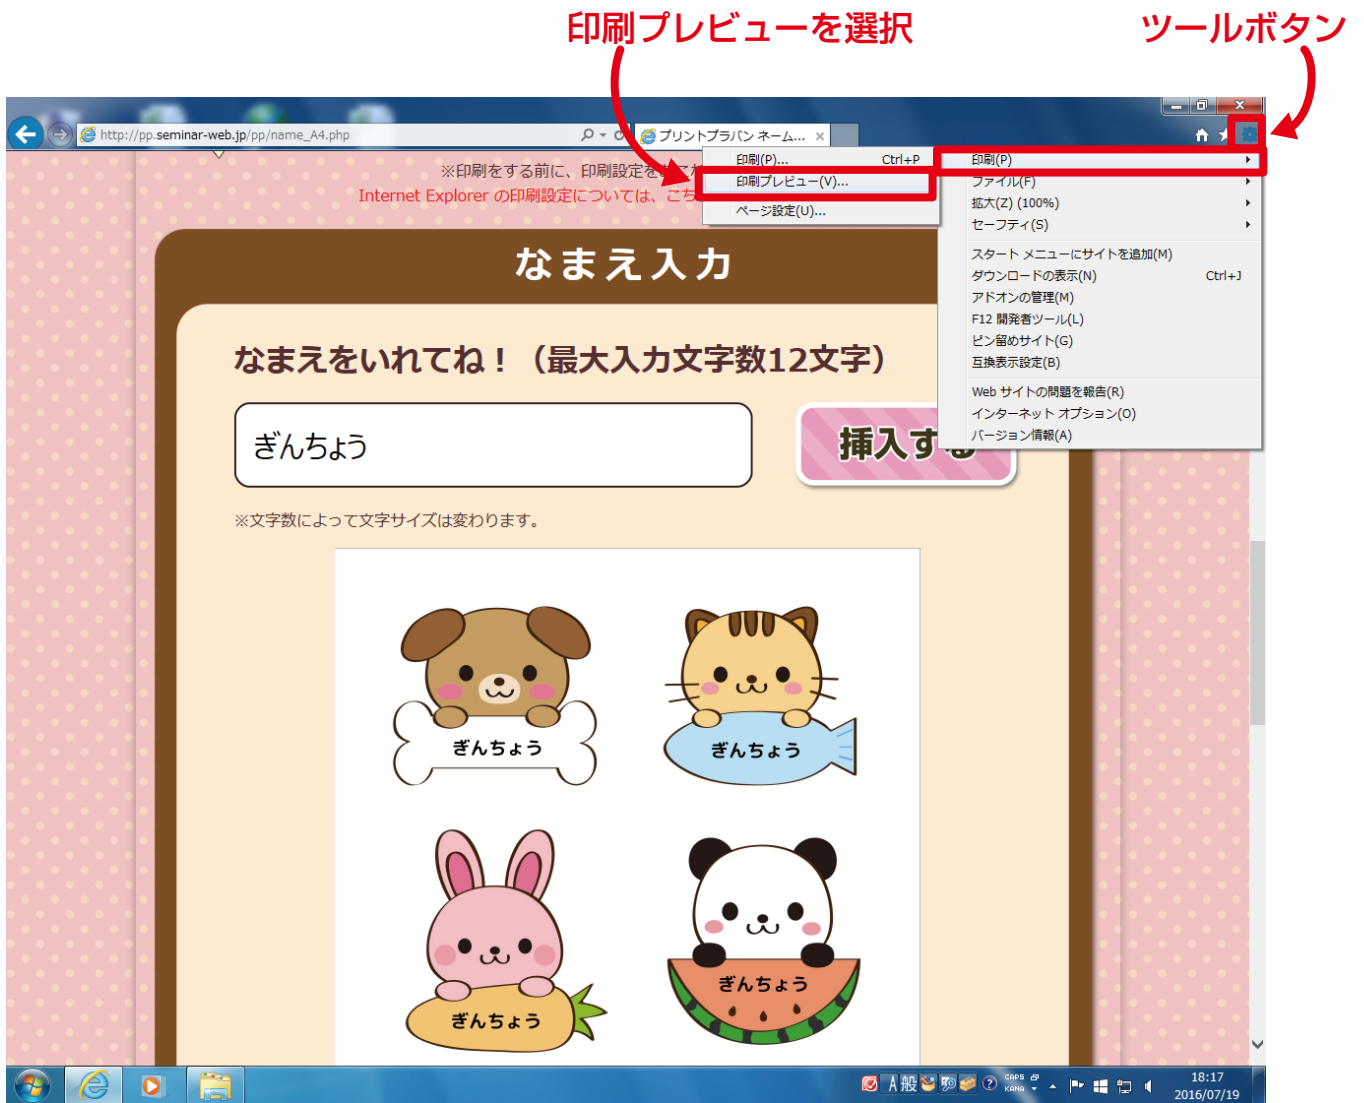 印刷プレビューを選択
ツールボタン
http://pp.seminar-web.jp/pp/name_A4.php
プリントプラバン ネーム...
※印刷をする前に、印刷設定を
Internet Explorer の印刷設定については、こち
印刷(P)... Ctrl+P
印刷プレビュー(V)...
ページ設定(U)...
印刷(P)
ファイル(F)
拡大(Z) (100%)
セーフティ(S)
スタート メニューにサイトを追加(M)
ダウンロードの表示(N) Ctrl+J
アドオンの管理(M)
F12 開発者ツール(L)
ピン留めサイト(G)
互換表示設定(B)
Web サイトの問題を報告(R)
インターネット オプション(O)
バージョン情報(A)
なまえ入力
なまえをいれてね！（最大入力文字数12文字）
ぎんちょう
挿入する
※文字数によって文字サイズは変わります。
ぎんちょう
ぎんちょう
ぎんちょう
ぎんちょう
A 般
CAPS
KANA
18:17
2016/07/19